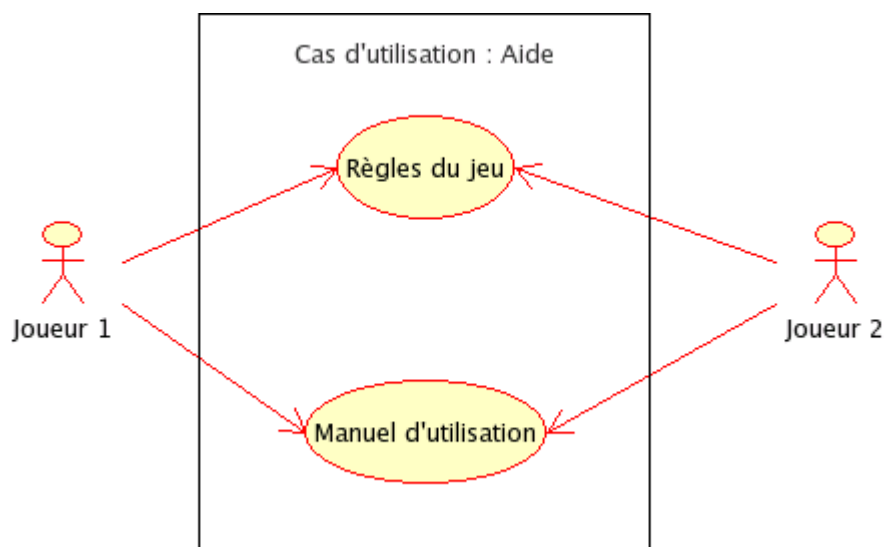 Cas d'utilisation : Aide
Règles du jeu
Joueur 1
Joueur 2
Manuel d'utilisation